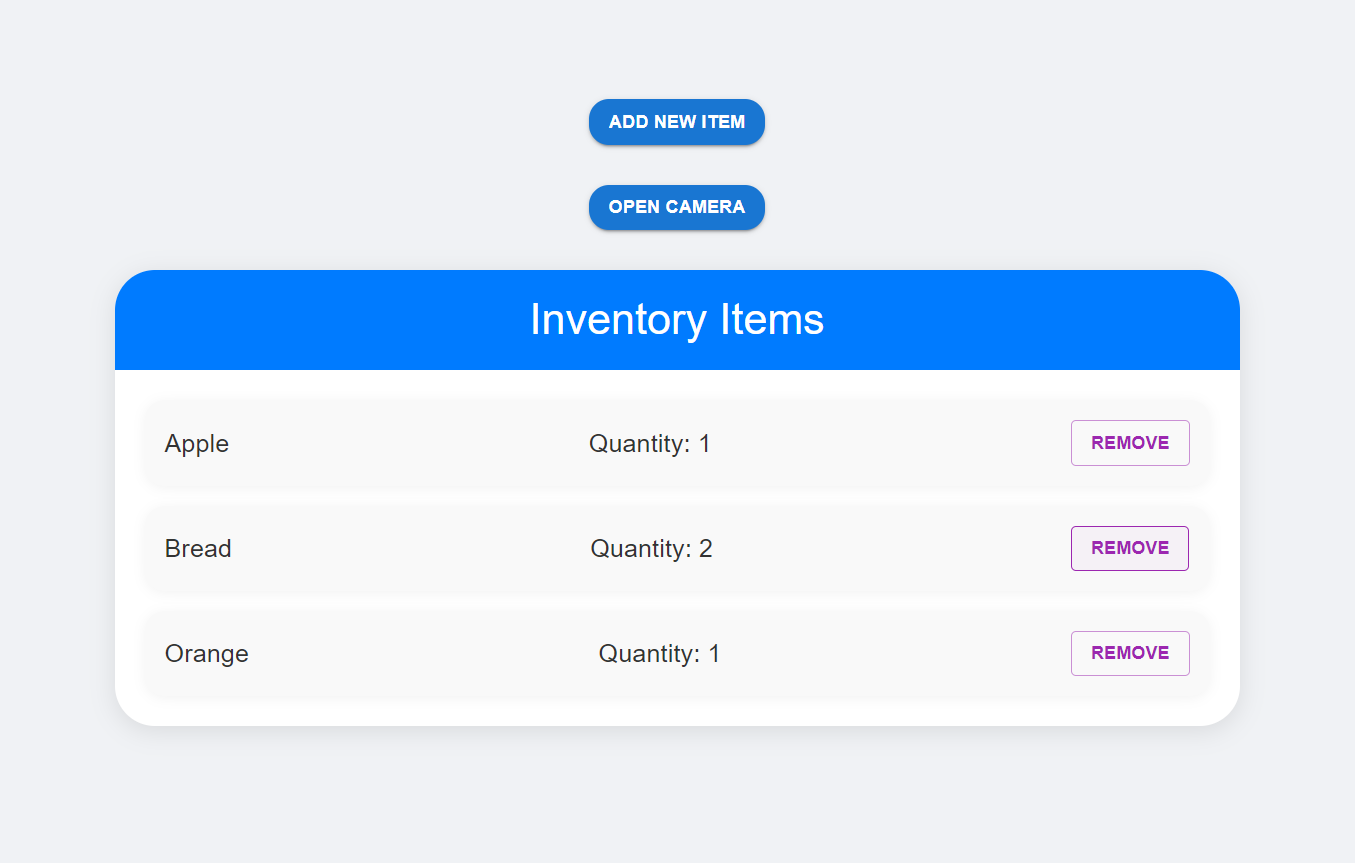 ADD NEW ITEM
OPEN CAMERA
Inventory Items
Apple Quantity: 1 REMOVE
Bread Quantity: 2 REMOVE
Orange Quantity: 1 REMOVE